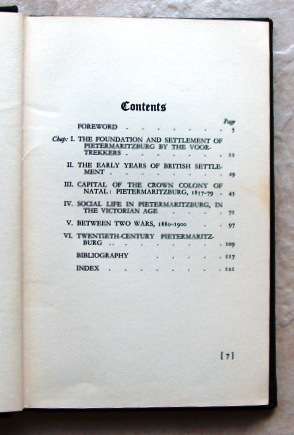 Contents
Page
FOREWORD . . . . . . 5
Chap: I. THE FOUNDATION AND SETTLEMENT OF
PIETERMARITZBURG BY THE VOOR-
TREKKERS . . . . . . 11
II. THE EARLY YEARS OF BRITISH SETTLE-
MENT . . . . . . . 29
III. CAPITAL OF THE CROWN COLONY OF
NATAL: PIETERMARITZBURG, 1857-79 . 45
IV. SOCIAL LIFE IN PIETERMARITZBURG, IN
THE VICTORIAN AGE . . . . 71
V. BETWEEN TWO WARS, 1880-1900 . . 97
VI. TWENTIETH-CENTURY PIETERMARITZ-
BURG . . . . . . . 109
BIBLIOGRAPHY . . . . . 117
INDEX . . . . . . . 121
[7]